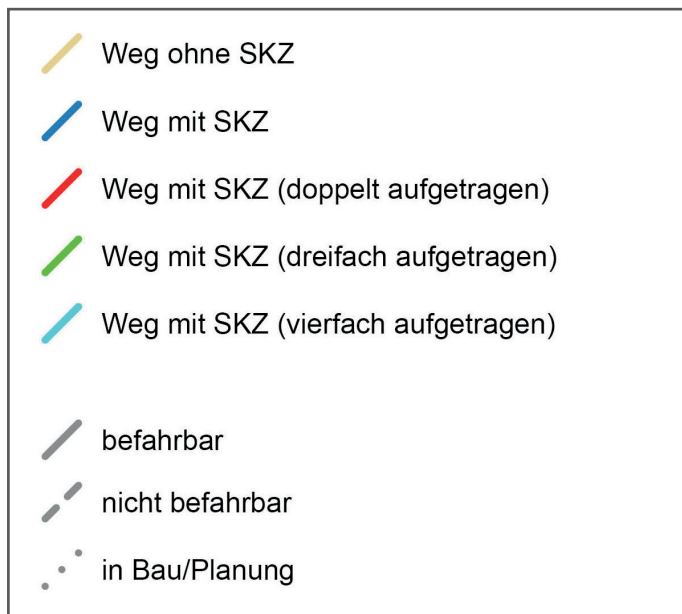 Weg ohne SKZ
Weg mit SKZ
Weg mit SKZ (doppelt aufgetragen)
Weg mit SKZ (dreifach aufgetragen)
Weg mit SKZ (vierfach aufgetragen)
befahrbar
nicht befahrbar
in Bau/Planung